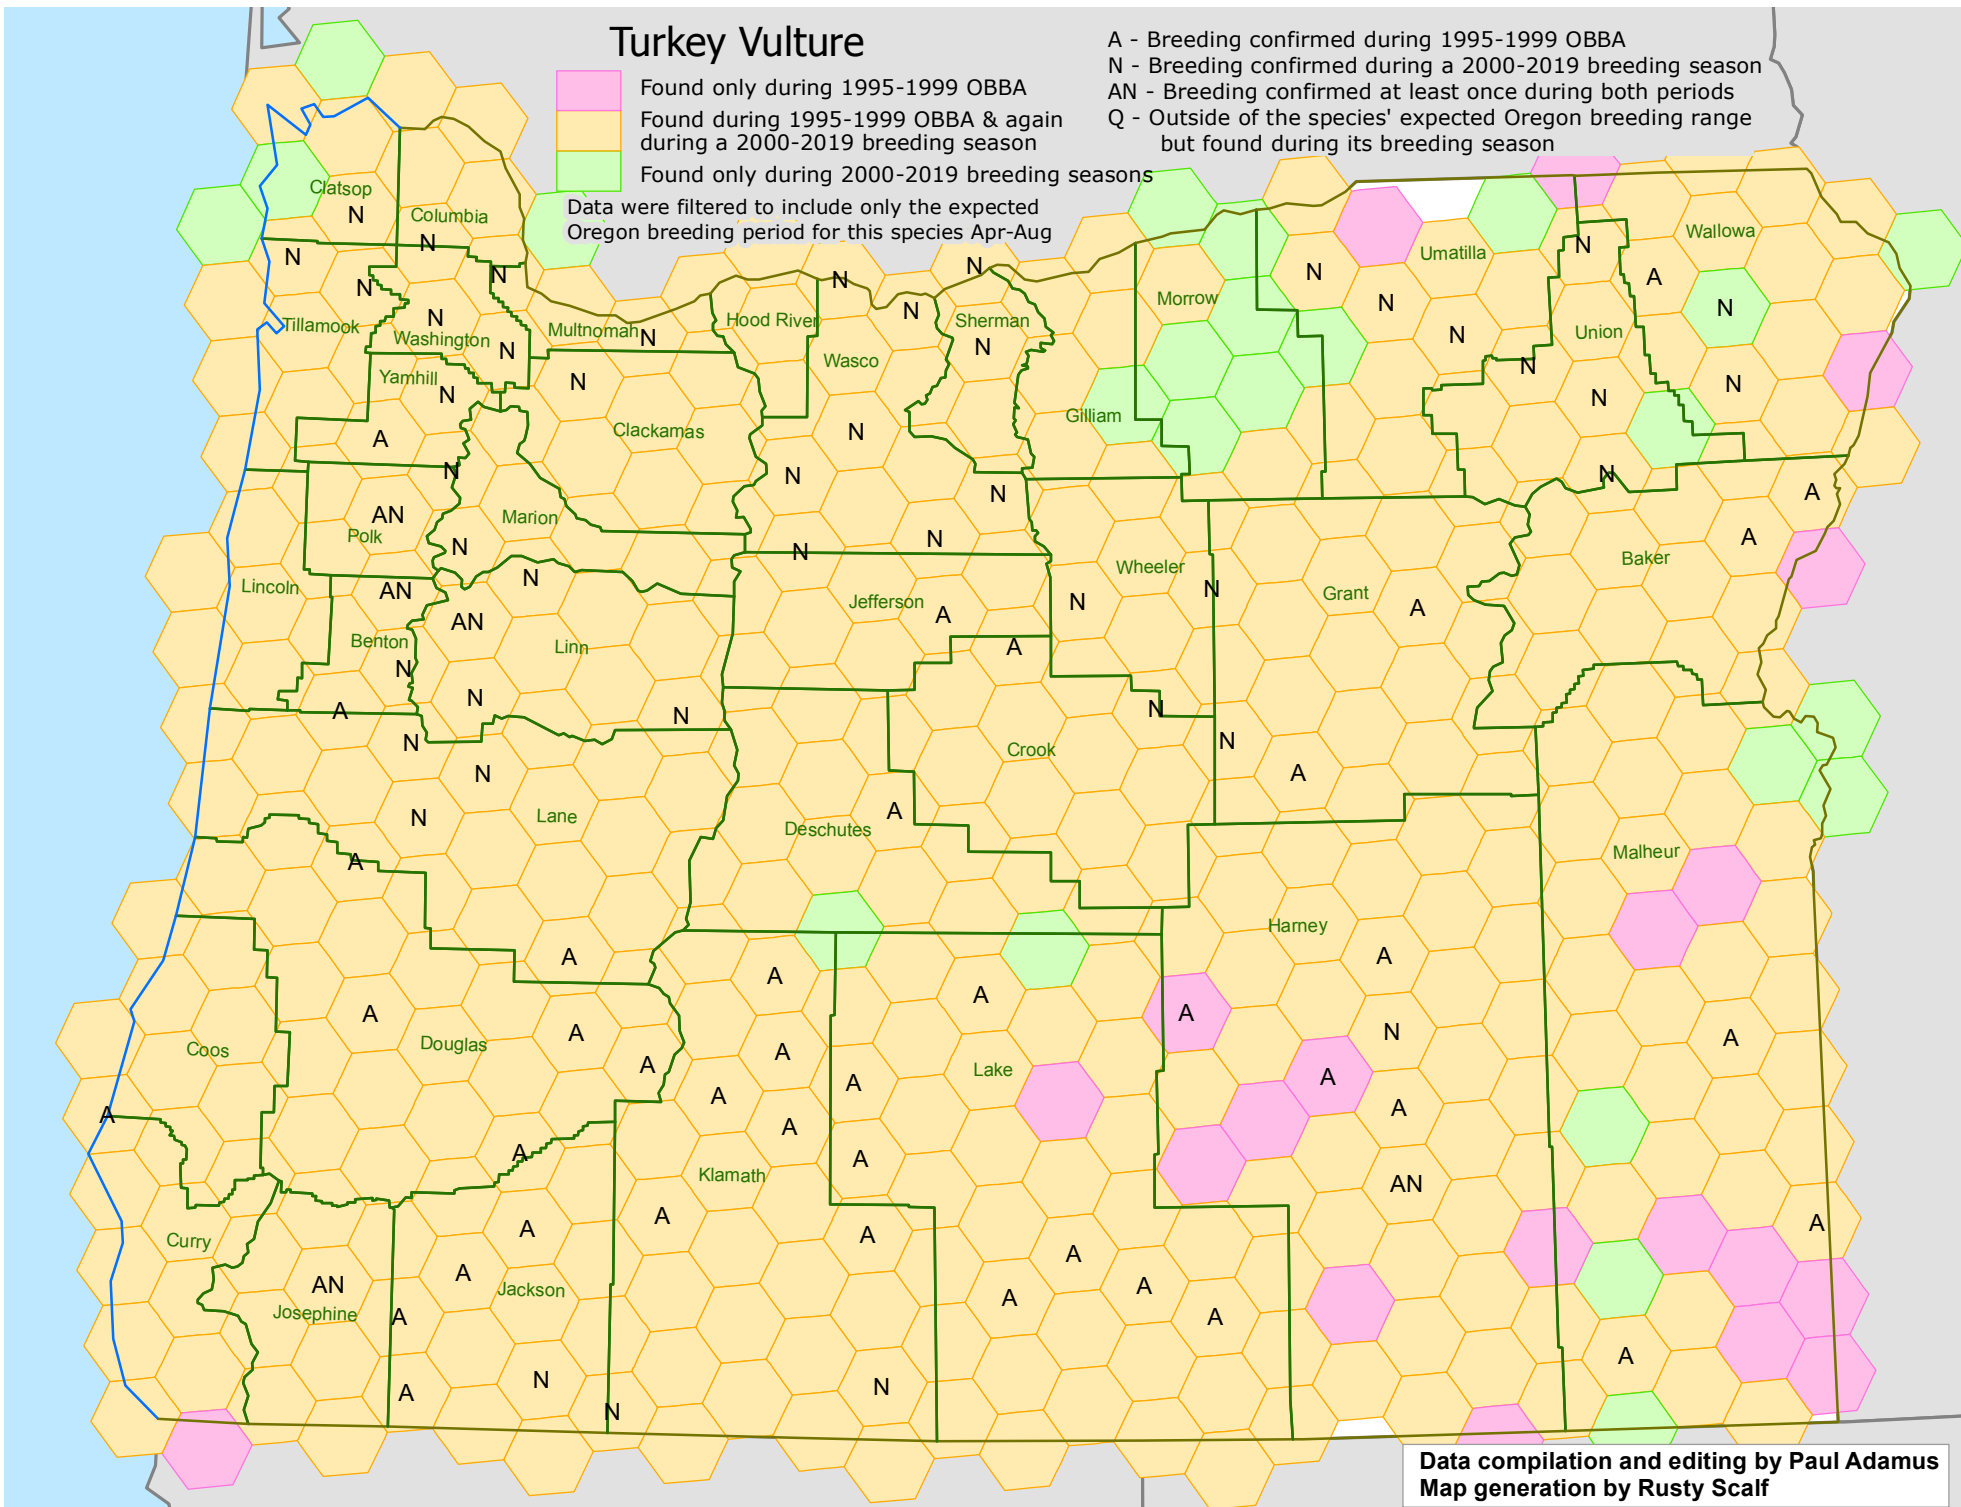 Turkey Vulture
Found only during 1995-1999 OBBA
Found during 1995-1999 OBBA & again
during a 2000-2019 breeding season
Found only during 2000-2019 breeding seasons
Data were filtered to include only the expected
Oregon breeding period for this species Apr-Aug
A - Breeding confirmed during 1995-1999 OBBA
N - Breeding confirmed during a 2000-2019 breeding season
AN - Breeding confirmed at least once during both periods
Q - Outside of the species' expected Oregon breeding range
but found during its breeding season
Clatsop
N
Columbia
N
N
N
N
Tillamook
N
Washington
N
Multnomah
N
Hood River
N
N
N
Sherman
N
Wasco
Morrow
N
Umatilla
N
N
N
N
A
Wallowa
N
Union
N
N
N
Yamhill
N
N
A
Clackamas
N
N
Gilliam
N
A
A
N
AN
Polk
Marion
N
N
N
N
Wheeler
N
N
Grant
A
Baker
Lincoln
AN
N
AN
Benton
N
Linn
Jefferson
A
A
N
N
A
N
N
N
Crook
N
N
A
Lane
N
A
Deschutes
A
Malheur
Harney
A
A
A
A
A
N
A
Coos
A
Douglas
A
A
A
A
A
Lake
A
A
A
A
A
A
Klamath
A
A
AN
A
A
A
Curry
A
AN
Josephine
A
Jackson
A
A
A
A
A
A
N
N
N
A
Data compilation and editing by Paul Adamus
Map generation by Rusty Scalf